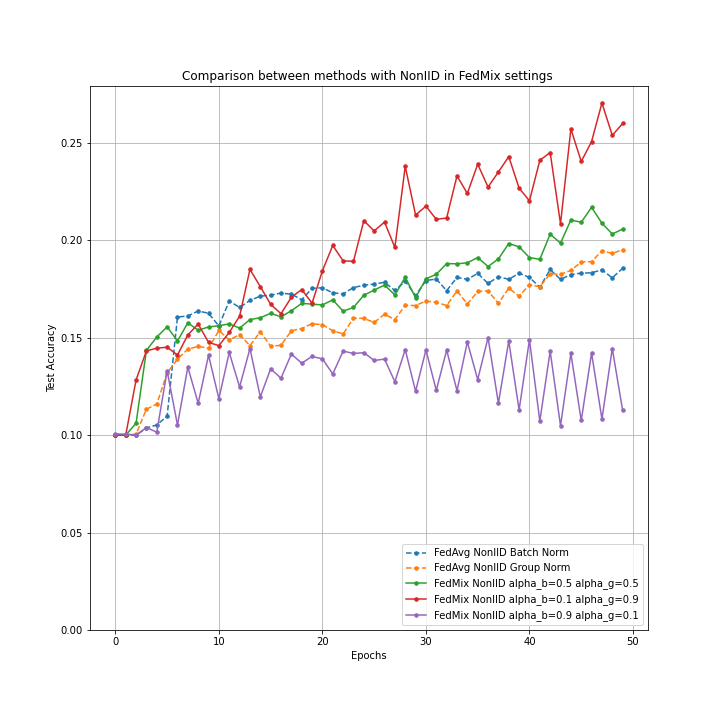 Comparison between methods with NonIID in FedMix settings
Test Accuracy
0.25
0.20
0.15
0.10
0.05
0.00
0 10 20 30 40 50
Epochs
FedAvg NonIID Batch Norm
FedAvg NonIID Group Norm
FedMix NonIID alpha_b=0.5 alpha_g=0.5
FedMix NonIID alpha_b=0.1 alpha_g=0.9
FedMix NonIID alpha_b=0.9 alpha_g=0.1